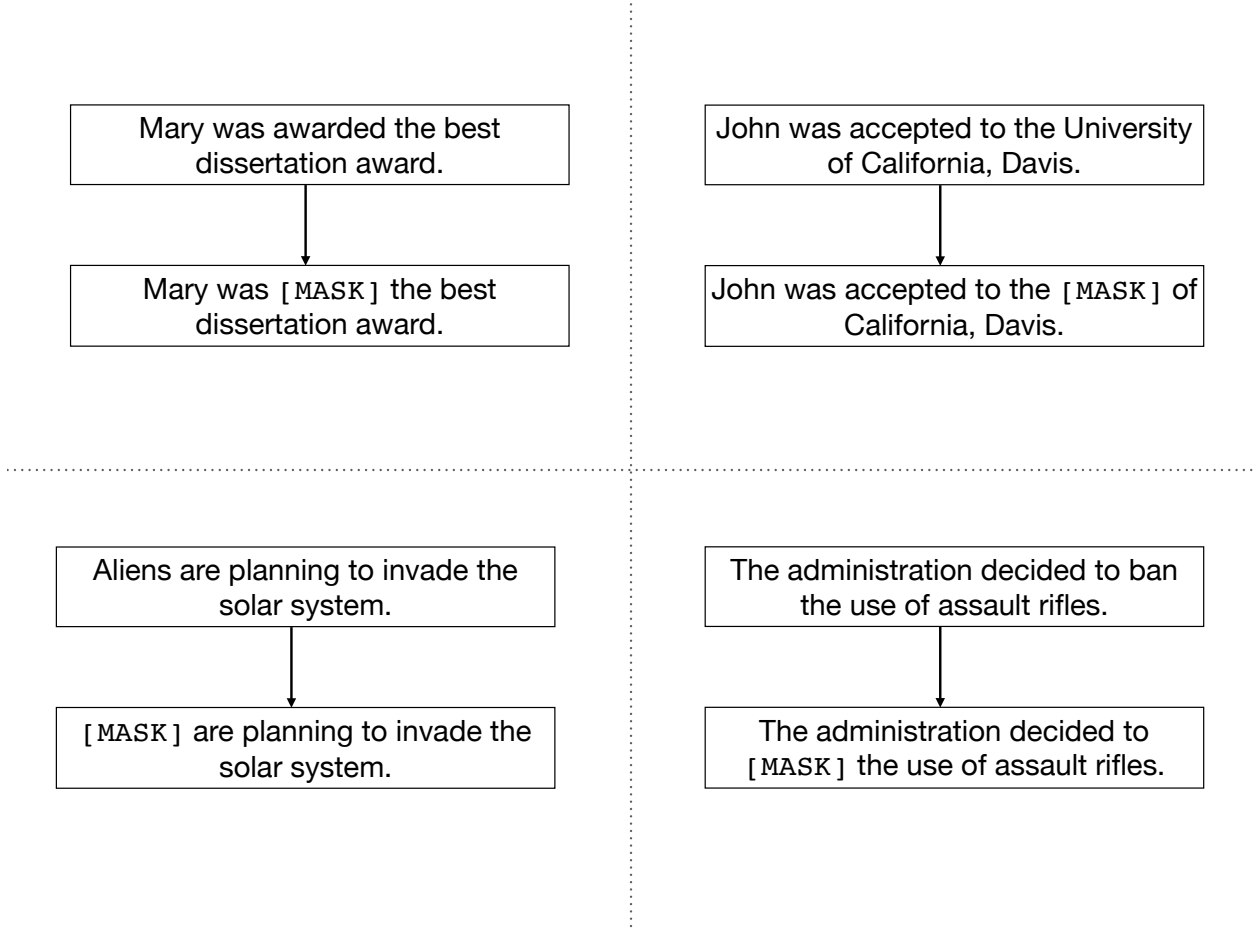 Mary was awarded the best
dissertation award.
Mary was [MASK] the best
dissertation award.
John was accepted to the University
of California, Davis.
John was accepted to the [MASK] of
California, Davis.
Aliens are planning to invade the
solar system.
[MASK] are planning to invade the
solar system.
The administration decided to ban
the use of assault rifles.
The administration decided to
[MASK] the use of assault rifles.